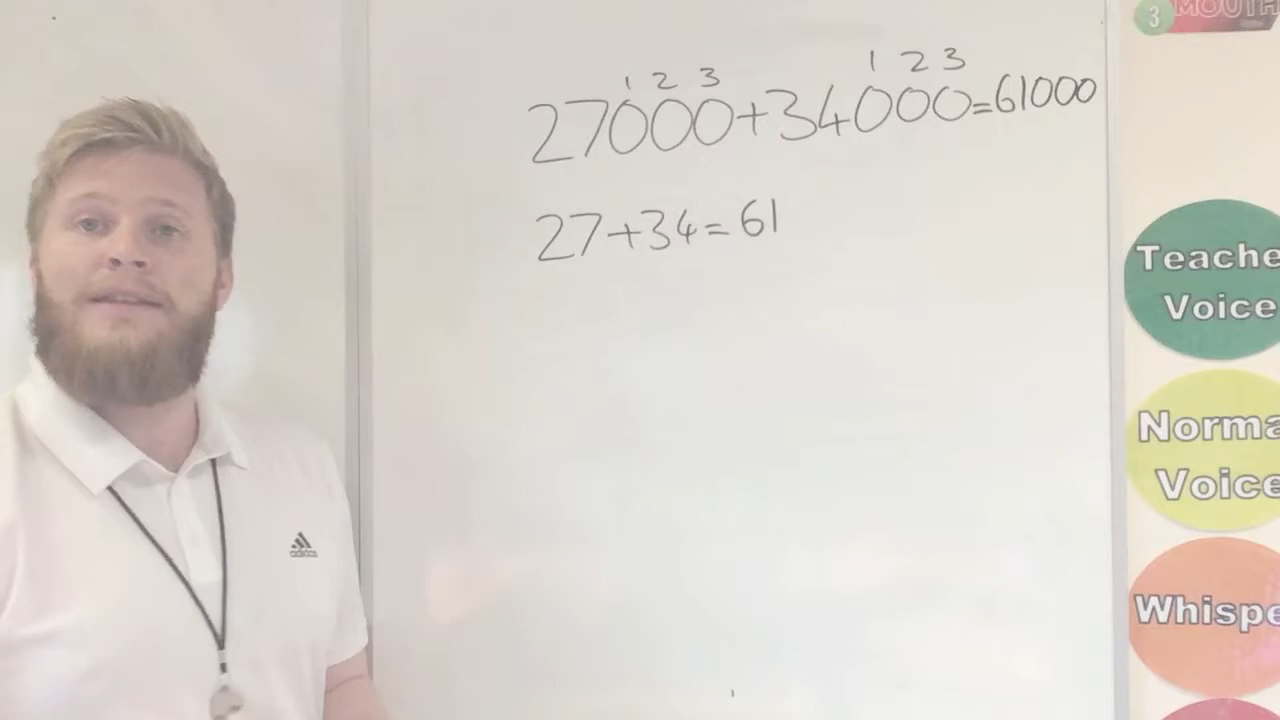 3 MOUTH
1 2 3 1 2 3
27000+34000=61000
27+34=61
Teache
Voice
Norma
Voice
Whispe
adidas